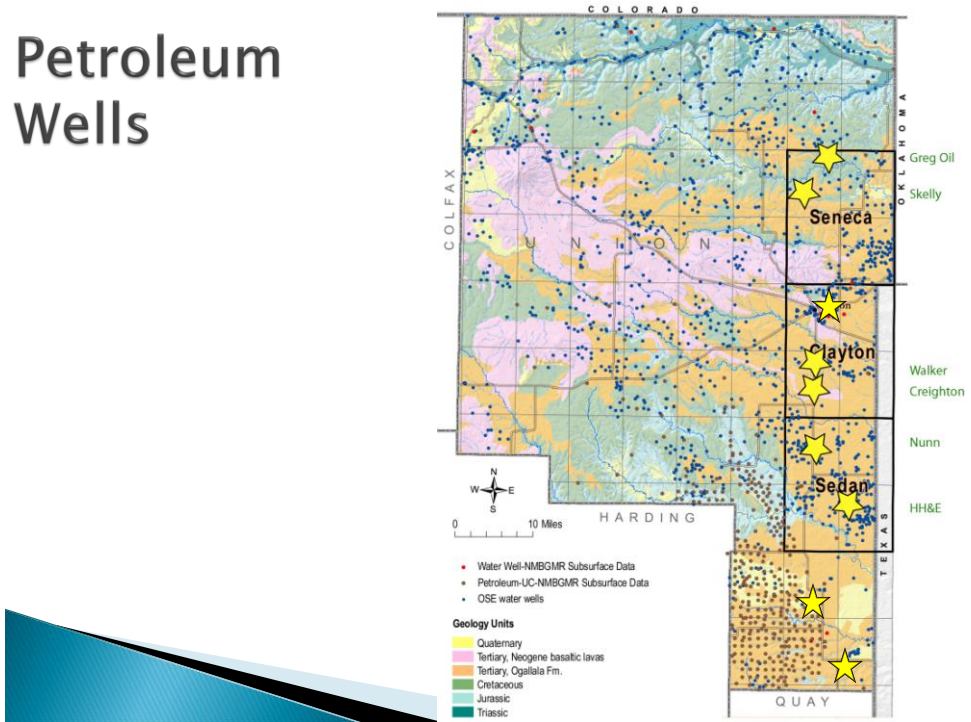 Petroleum
Wells
COLORADO
OKLAHOMA
COLFAX
UNION
Greg Oil
Skelly
Seneca
Clayton
Walker
Creighton
Nunn
Sedan
HH&E
TEXAS
HARDING
QUAY
N
W E
S
0 10 Miles
Water Well-NMBGMR Subsurface Data
Petroleum-UC-NMBGMR Subsurface Data
OSE water wells
Geology Units
Quaternary
Tertiary, Neogene basaltic lavas
Tertiary, Ogallala Fm.
Cretaceous
Jurassic
Triassic